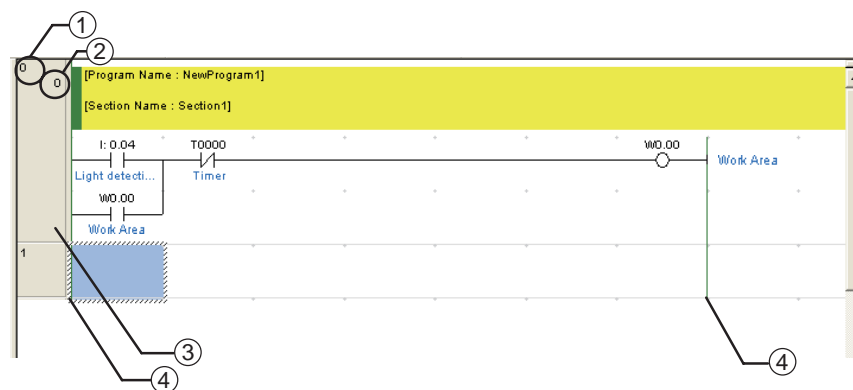 ①
②
0
0
[Program Name : NewProgram1]
[Section Name : Section1]
I: 0.04 T0000 W0.00
Work Area
Light detecti... Timer
W0.00
Work Area
1
③
④ ④